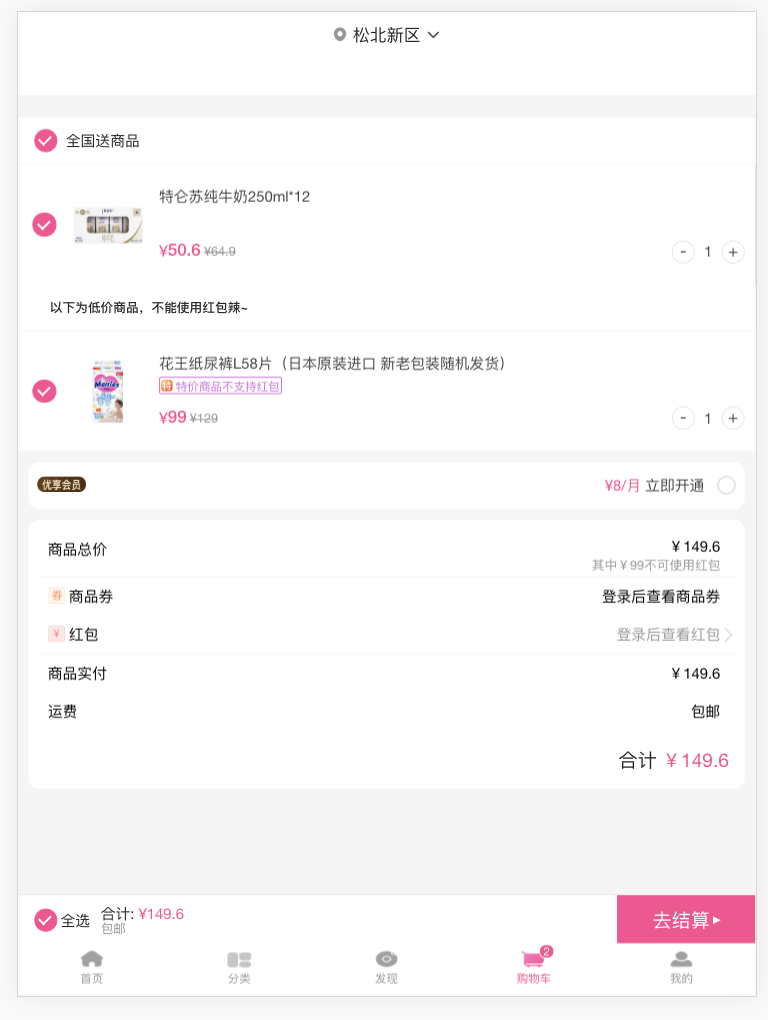 松北新区
全国送商品
特仑苏纯牛奶250ml*12
¥50.6 ¥64.9
- 1 +
以下为低价商品，不能使用红包辣~
Merries
花王纸尿裤L58片（日本原装进口 新老包装随机发货）
特 特价商品不支持红包
¥99 ¥129
- 1 +
优享会员 ¥8/月 立即开通
商品总价 ￥149.6
其中￥99不可使用红包
券 商品券 登录后查看商品券
¥ 红包 登录后查看红包
商品实付 ￥149.6
运费 包邮
合计 ￥149.6
全选 合计: ¥149.6 去结算
包邮
2
首页 分类 发现 购物车 我的